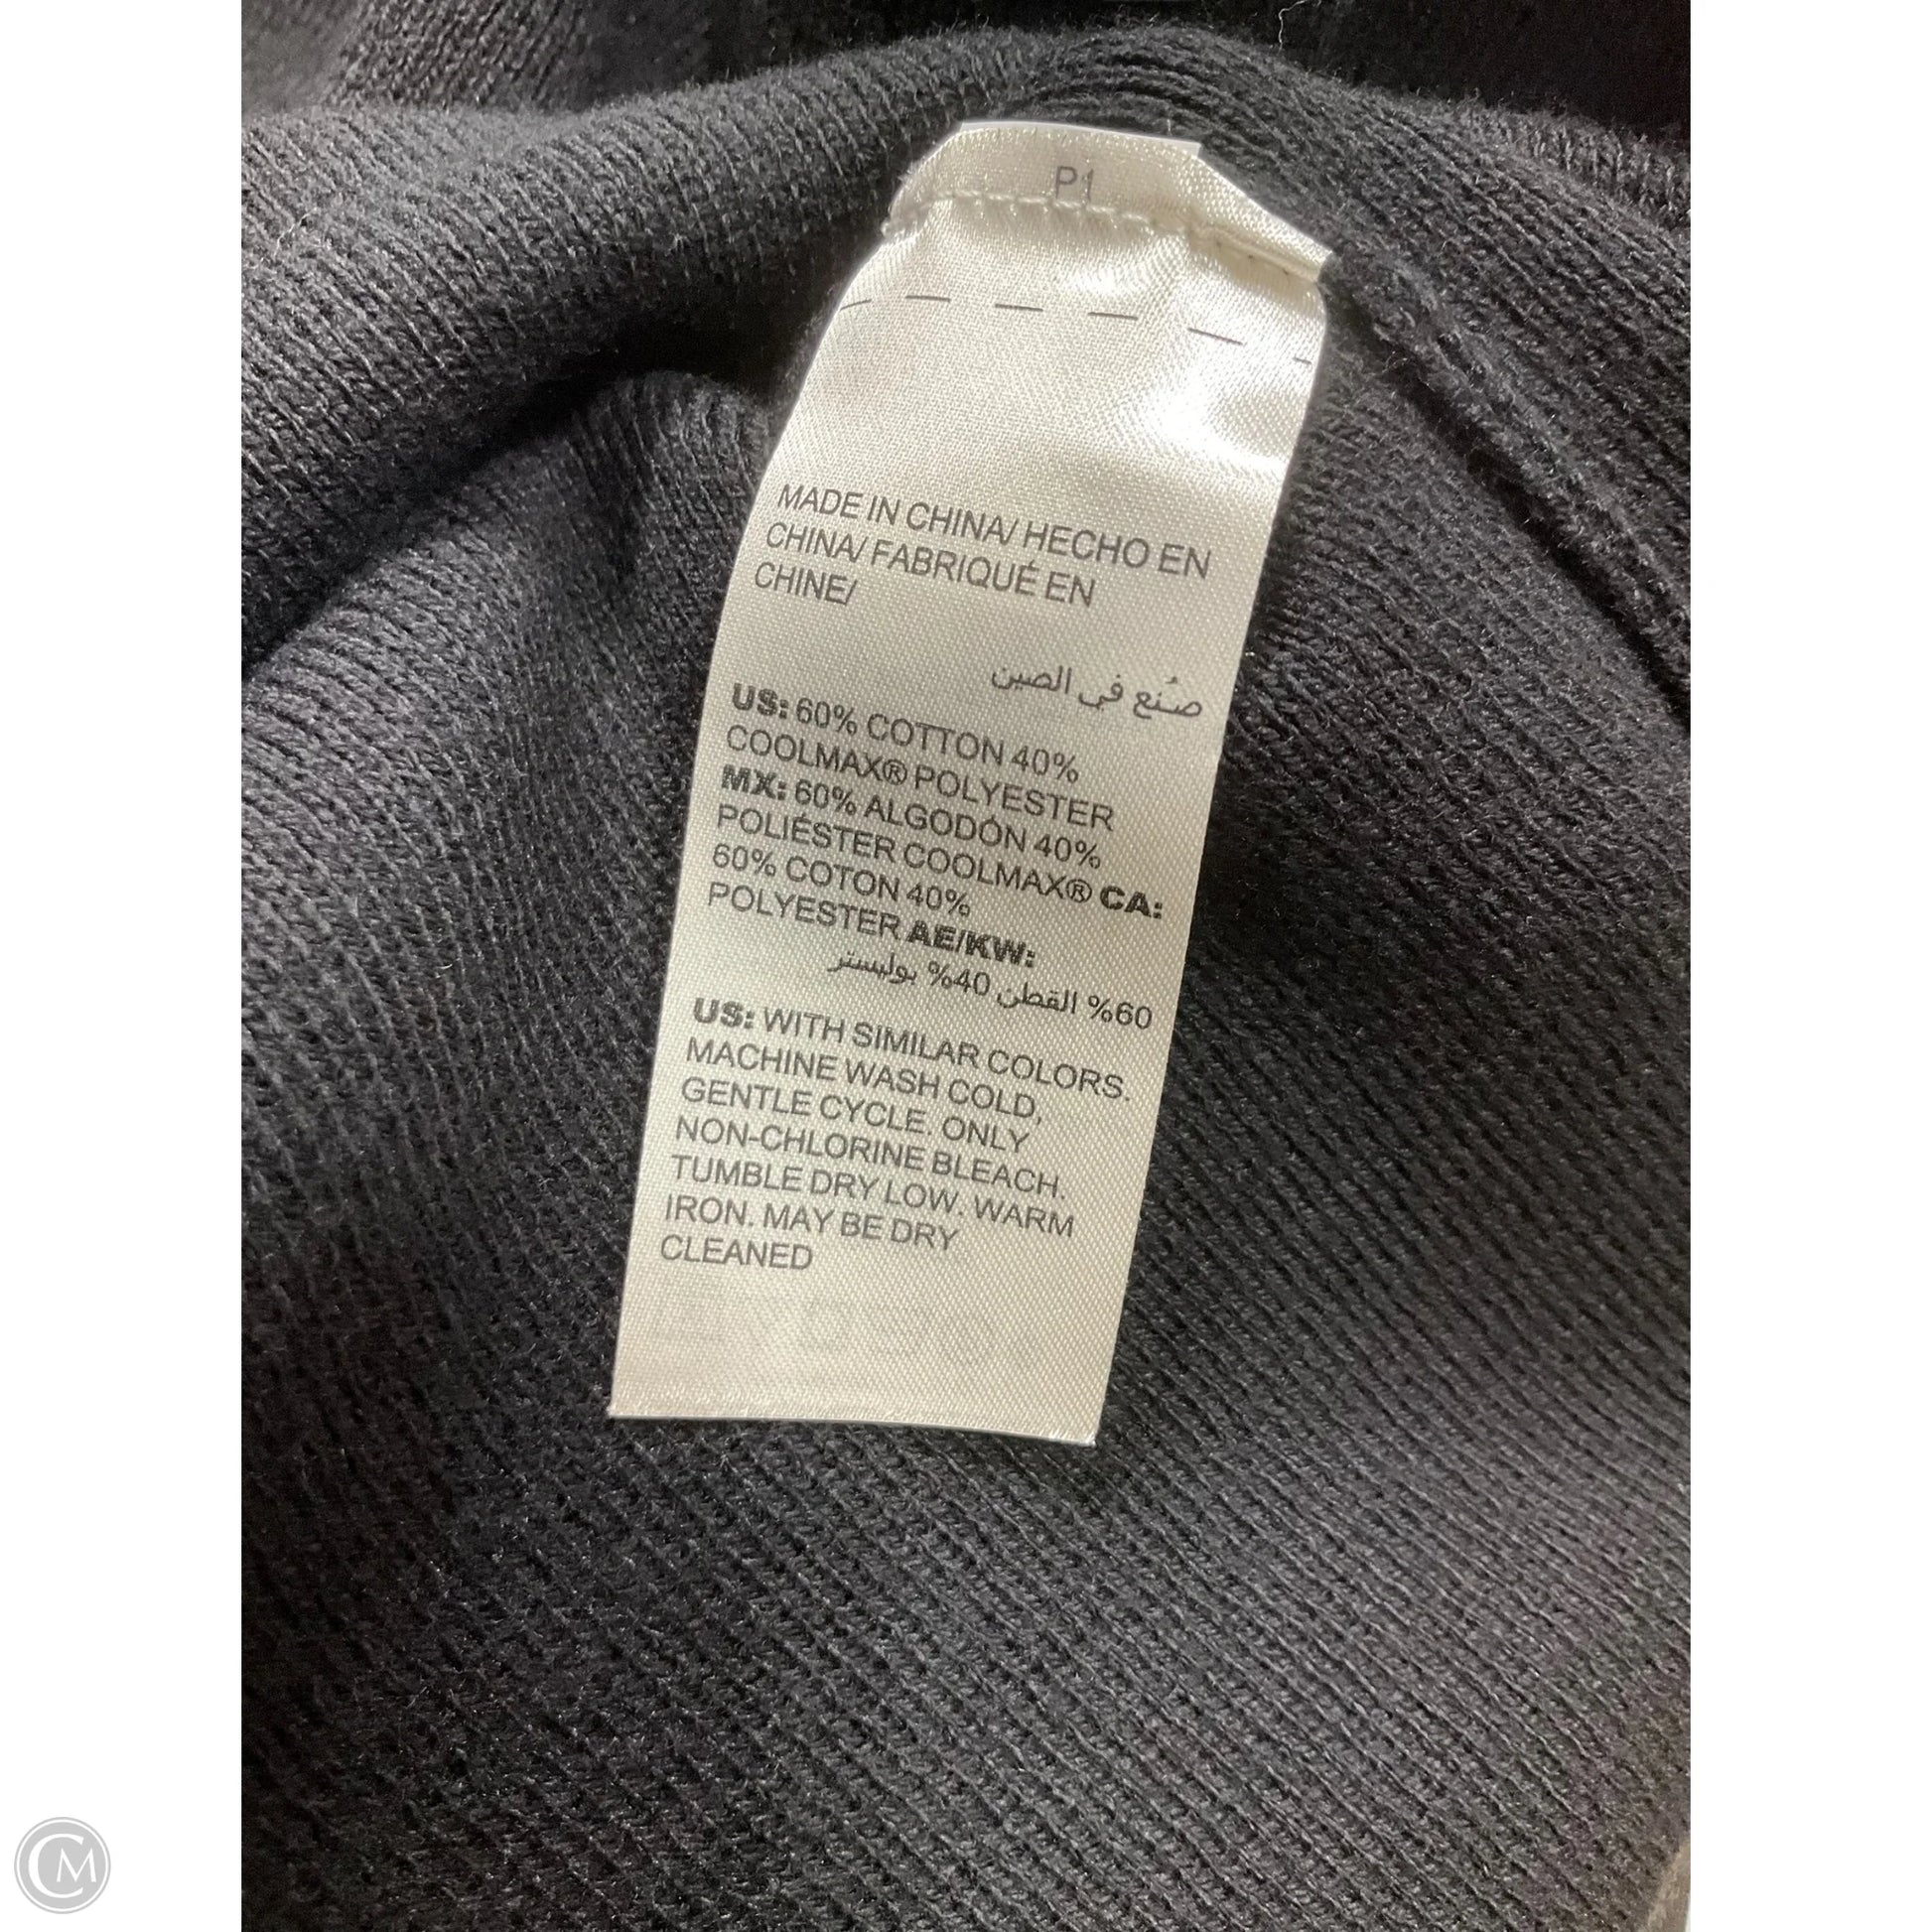 P1
MADE IN CHINA/ HECHO EN
CHINA/ FABRIQUÉ EN
CHINE/
صُنع في الصين
US: 60% COTTON 40%
COOLMAX® POLYESTER
MX: 60% ALGODÓN 40%
POLIÉSTER COOLMAX® CA:
60% COTON 40%
POLYESTER AE/KW:
60% القطن 40% بوليستر
US: WITH SIMILAR COLORS.
MACHINE WASH COLD,
GENTLE CYCLE. ONLY
NON-CHLORINE BLEACH.
TUMBLE DRY LOW. WARM
IRON. MAY BE DRY
CLEANED
CM